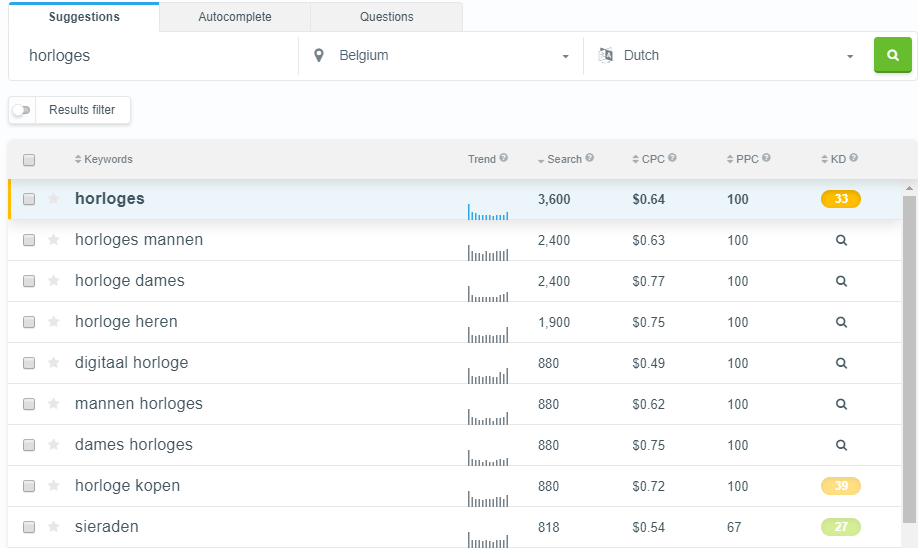 Suggestions Autocomplete Questions
horloges Belgium Dutch
Results filter
Keywords Trend Search CPC PPC KD
horloges 3,600 $0.64 100 33
horloges mannen 2,400 $0.63 100
horloge dames 2,400 $0.77 100
horloge heren 1,900 $0.75 100
digitaal horloge 880 $0.49 100
mannen horloges 880 $0.62 100
dames horloges 880 $0.75 100
horloge kopen 880 $0.72 100 39
sieraden 818 $0.54 67 27